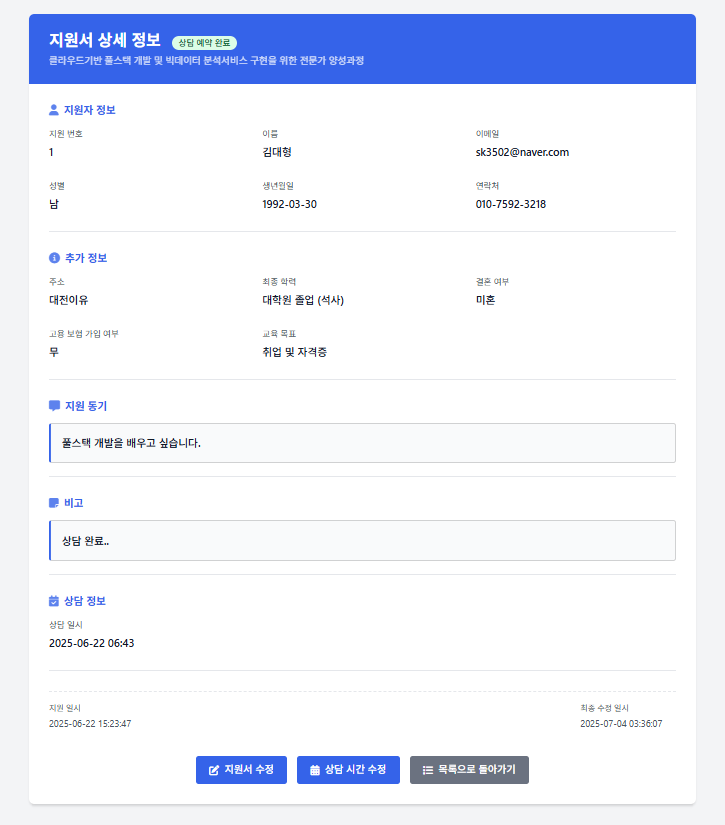 지원서 상세 정보 상담 예약 완료
클라우드기반 풀스택 개발 및 빅데이터 분석서비스 구현을 위한 전문가 양성과정
지원자 정보
지원 번호 이름 이메일
1 김대형 sk3502@naver.com
성별 생년월일 연락처
남 1992-03-30 010-7592-3218
추가 정보
주소 최종 학력 결혼 여부
대전이유 대학원 졸업 (석사) 미혼
고용 보험 가입 여부 교육 목표
무 취업 및 자격증
지원 동기
풀스택 개발을 배우고 싶습니다.
비고
상담 완료..
상담 정보
상담 일시
2025-06-22 06:43
지원 일시 최종 수정 일시
2025-06-22 15:23:47 2025-07-04 03:36:07
지원서 수정 상담 시간 수정 목록으로 돌아가기